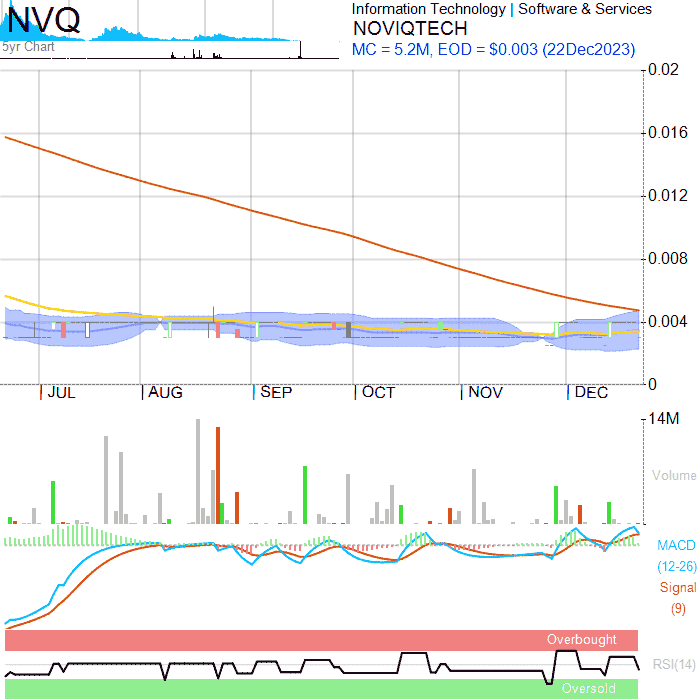 NVQ
5yr Chart
Information Technology | Software & Services
NOVIQTECH
MC = 5.2M, EOD = $0.003 (22Dec2023)
0.02
0.016
0.012
0.008
0.004
0
JUL AUG SEP OCT NOV DEC
14M
Volume
MACD
(12-26)
Signal
(9)
Overbought
RSI(14)
Oversold